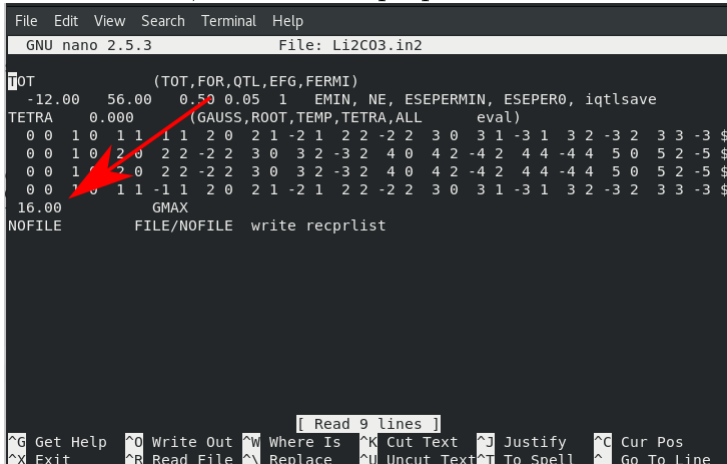 File Edit View Search Terminal Help
GNU nano 2.5.3 File: Li2CO3.in2
TOT (TOT,FOR,QTL,EFG,FERMI)
-12.00 56.00 0.50 0.05 1 EMIN, NE, ESEPERMIN, ESEPER0, iqtlsave
TETRA 0.000 (GAUSS,ROOT,TEMP,TETRA,ALL eval)
0 0 1 0 1 1 1 1 2 0 2 1 -2 1 2 2 -2 2 3 0 3 1 -3 1 3 2 -3 2 3 3 -3 $
0 0 1 0 2 0 2 2 -2 2 3 0 3 2 -3 2 4 0 4 2 -4 2 4 4 -4 4 5 0 5 2 -5 $
0 0 1 0 2 0 2 2 -2 2 3 0 3 2 -3 2 4 0 4 2 -4 2 4 4 -4 4 5 0 5 2 -5 $
0 0 1 0 1 1 -1 1 2 0 2 1 -2 1 2 2 -2 2 3 0 3 1 -3 1 3 2 -3 2 3 3 -3 $
16.00 GMAX
NOFILE FILE/NOFILE write recprlist
[ Read 9 lines ]
^G Get Help ^O Write Out ^W Where Is ^K Cut Text ^J Justify ^C Cur Pos
^X Exit ^R Read File ^\ Replace ^U Uncut Text ^T To Spell ^_ Go To Line